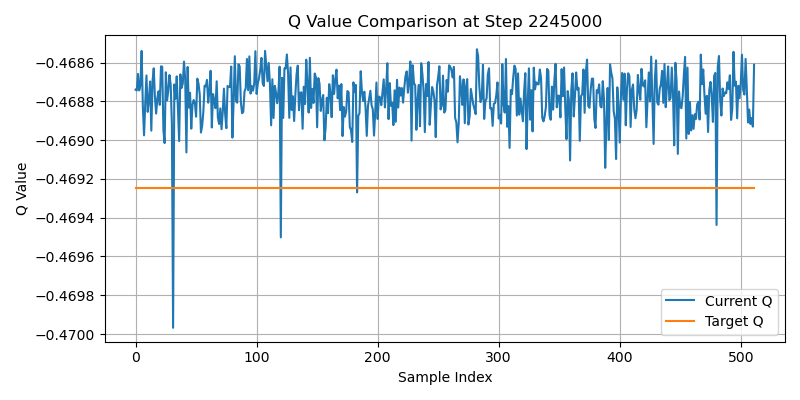 Q Value Comparison at Step 2245000
−0.4686
−0.4688
−0.4690
−0.4692
−0.4694
−0.4696
−0.4698
−0.4700
Q Value
0 100 200 300 400 500
Sample Index
Current Q
Target Q